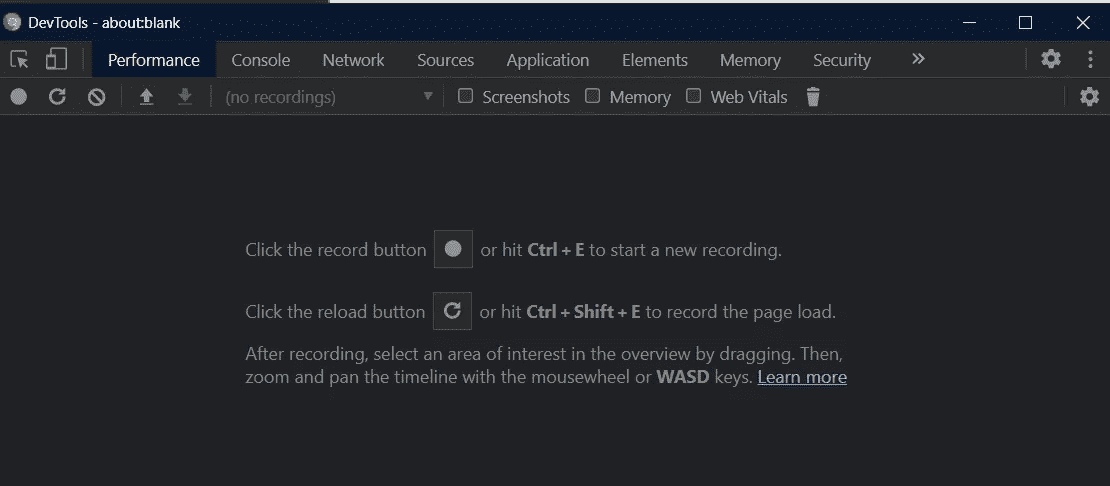 DevTools - about:blank
Performance Console Network Sources Application Elements Memory Security »
(no recordings) Screenshots Memory Web Vitals
Click the record button or hit Ctrl + E to start a new recording.
Click the reload button or hit Ctrl + Shift + E to record the page load.
After recording, select an area of interest in the overview by dragging. Then,
zoom and pan the timeline with the mousewheel or WASD keys. Learn more